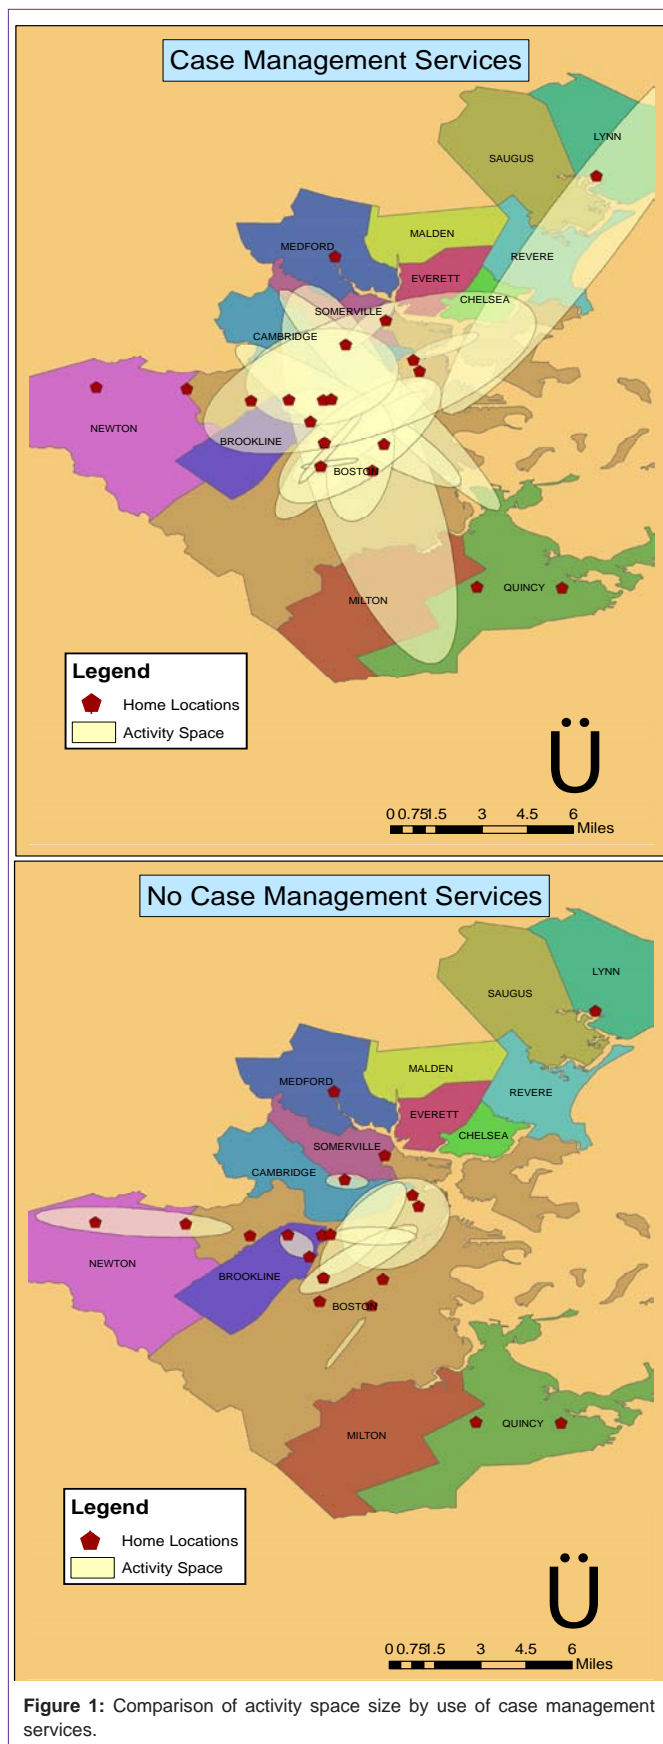 Case Management Services
LYNN
SAUGUS
MALDEN
MEDFORD
REVERE
EVERETT
CHELSEA
SOMERVILLE
CAMBRIDGE
NEWTON
BROOKLINE
BOSTON
QUINCY
MILTON
Legend
Home Locations
Activity Space
Ü
0 0.75 1.5 3 4.5 6
Miles
No Case Management Services
LYNN
SAUGUS
MALDEN
MEDFORD
REVERE
EVERETT
CHELSEA
SOMERVILLE
CAMBRIDGE
NEWTON
BROOKLINE
BOSTON
QUINCY
MILTON
Legend
Home Locations
Activity Space
Ü
0 0.75 1.5 3 4.5 6
Miles
Figure 1: Comparison of activity space size by use of case management
services.